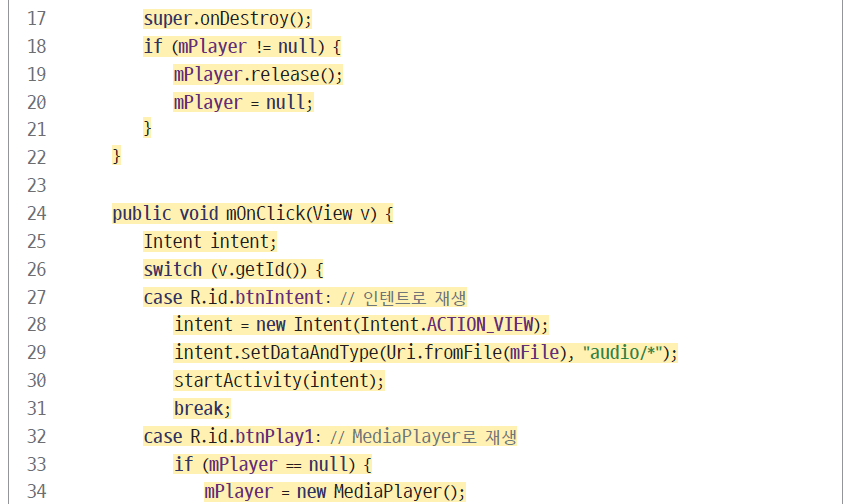 17 super.onDestroy();
18 if (mPlayer != null) {
19 mPlayer.release();
20 mPlayer = null;
21 }
22 }
23
24 public void mOnClick(View v) {
25 Intent intent;
26 switch (v.getId()) {
27 case R.id.btnIntent: // 인텐트로 재생
28 intent = new Intent(Intent.ACTION_VIEW);
29 intent.setDataAndType(Uri.fromFile(mFile), "audio/*");
30 startActivity(intent);
31 break;
32 case R.id.btnPlay1: // MediaPlayer로 재생
33 if (mPlayer == null) {
34 mPlayer = new MediaPlayer();